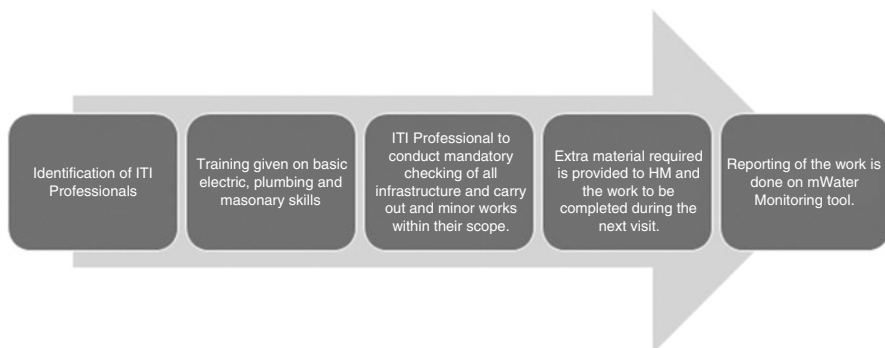 Identification of ITI
Professionals
Training given on basic
electric, plumbing and
masonary skills
ITI Professional to
conduct mandatory
checking of all
infrastructure and carry
out and minor works
within their scope.
Extra material required
is provided to HM and
the work to be
completed during the
next visit.
Reporting of the work is
done on mWater
Monitoring tool.